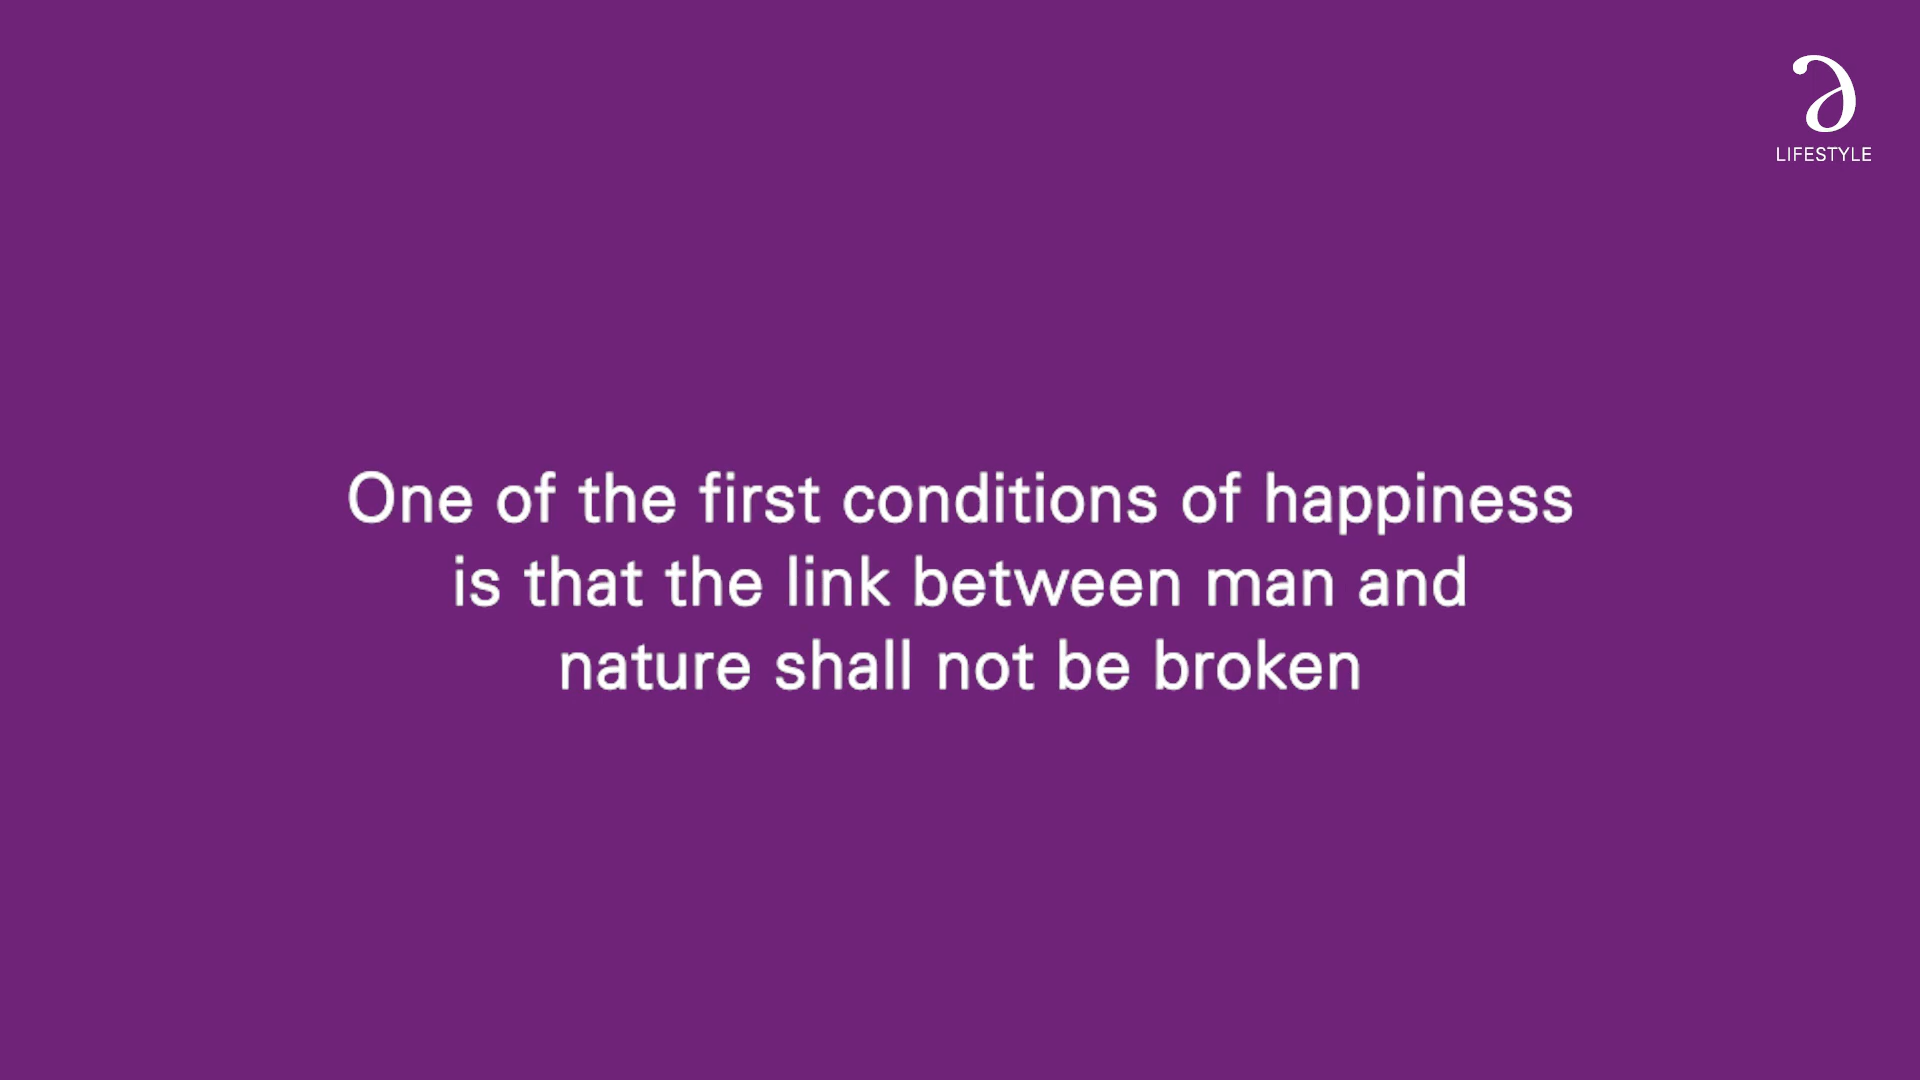 LIFESTYLE
One of the first conditions of happiness
is that the link between man and
nature shall not be broken